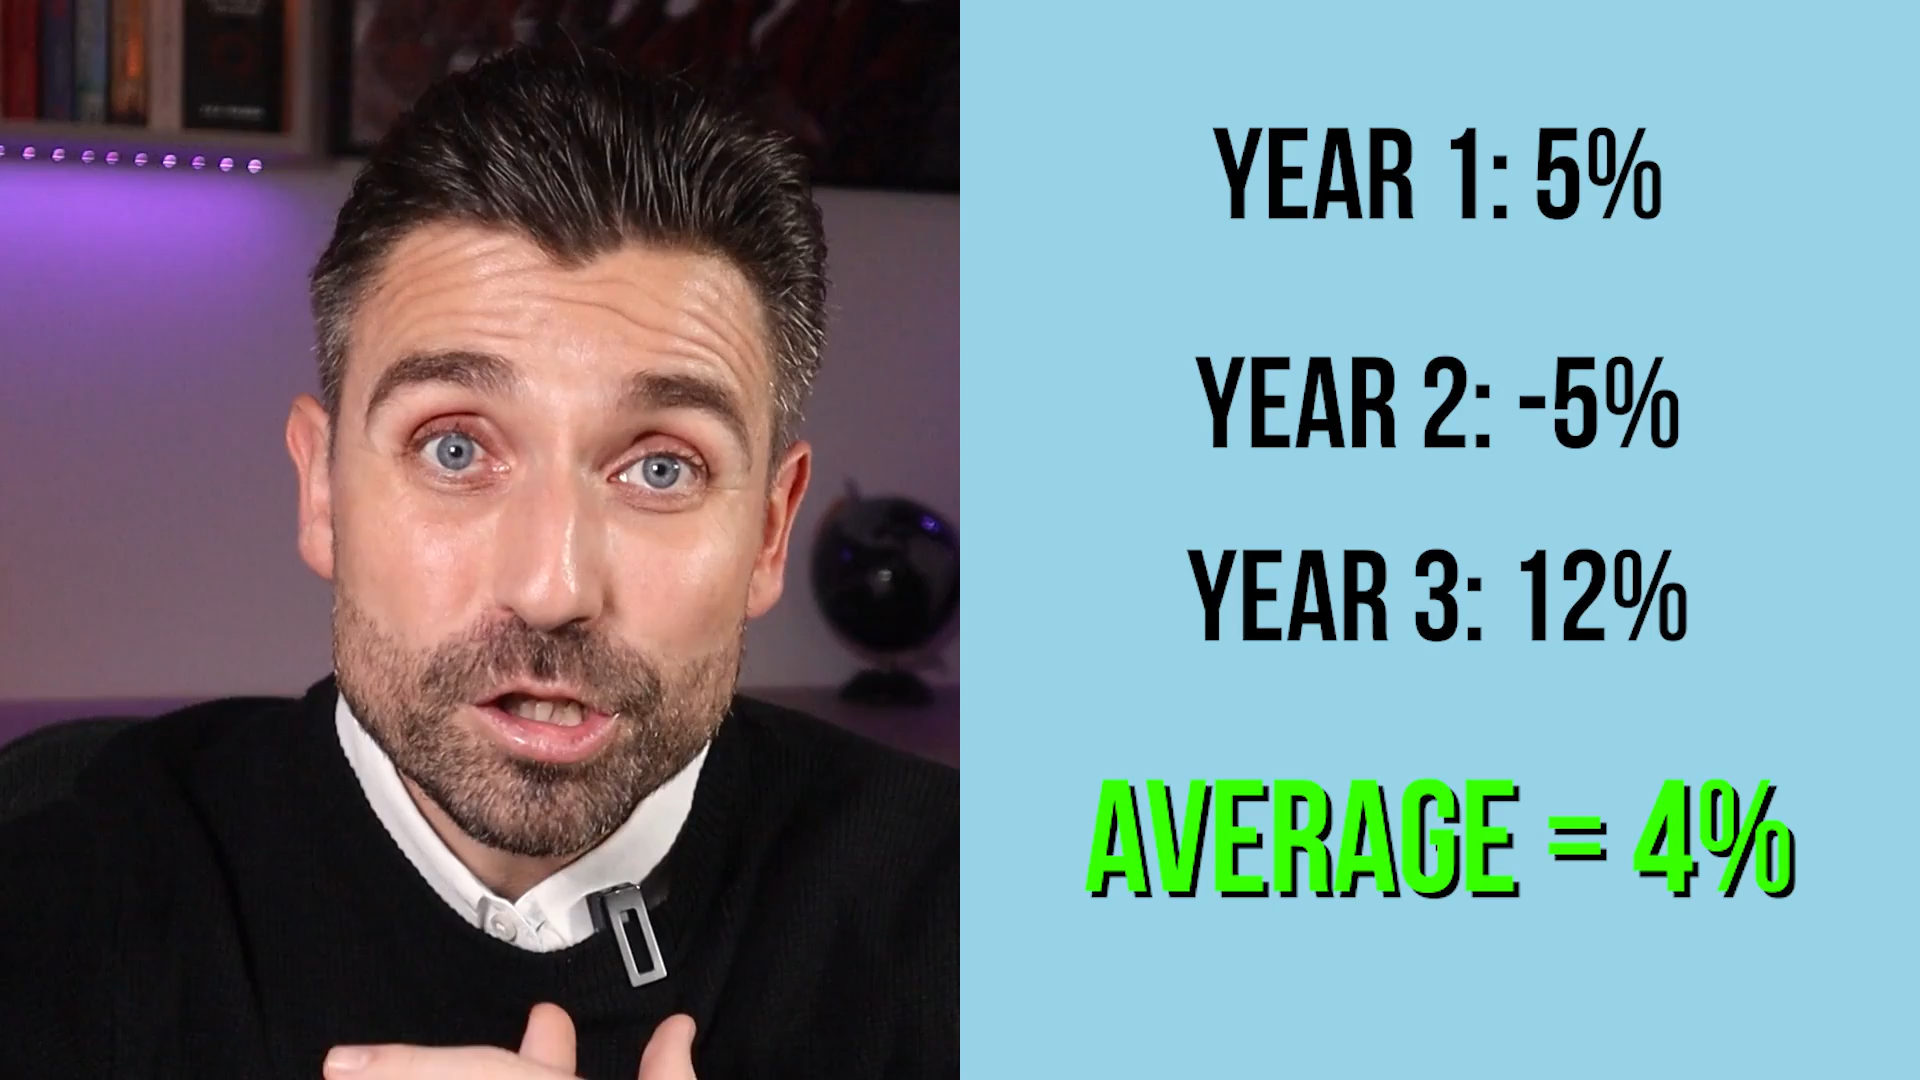 YEAR 1: 5%
YEAR 2: -5%
YEAR 3: 12%
AVERAGE = 4%